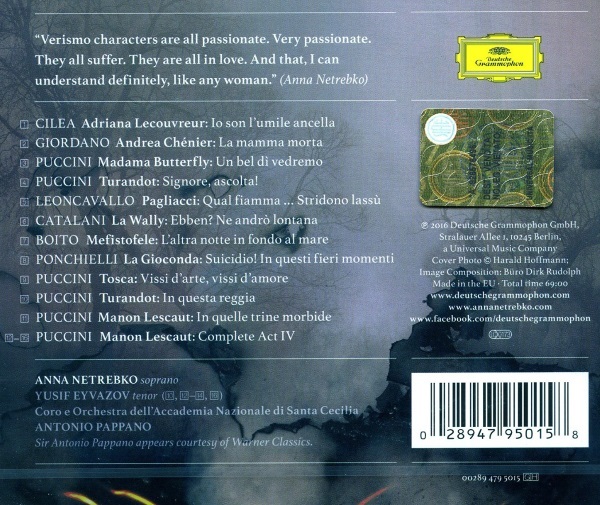 “Verismo characters are all passionate. Very passionate.
They all suffer. They are all in love. And that, I can
understand definitely, like any woman.” (Anna Netrebko)
Deutsche
Grammophon
1 CILEA Adriana Lecouvreur: Io son l'umile ancella
2 GIORDANO Andrea Chénier: La mamma morta
3 PUCCINI Madama Butterfly: Un bel dì vedremo
4 PUCCINI Turandot: Signore, ascolta!
5 LEONCAVALLO Pagliacci: Qual fiamma ... Stridono lassù
6 CATALANI La Wally: Ebben? Ne andrò lontana
7 BOITO Mefistofele: L'altra notte in fondo al mare
8 PONCHIELLI La Gioconda: Suicidio! In questi fieri momenti
9 PUCCINI Tosca: Vissi d'arte, vissi d'amore
10 PUCCINI Turandot: In questa reggia
11 PUCCINI Manon Lescaut: In quelle trine morbide
12–15 PUCCINI Manon Lescaut: Complete Act IV
ANNA NETREBKO soprano
YUSIF EYVAZOV tenor
Coro e Orchestra dell'Accademia Nazionale di Santa Cecilia
ANTONIO PAPPANO
Sir Antonio Pappano appears courtesy of Warner Classics.
℗ 2016 Deutsche Grammophon GmbH,
Stralauer Allee 1, 10245 Berlin,
a Universal Music Company
Cover Photo © Harald Hoffmann;
Image Composition: Büro Dirk Rudolph
Made in the EU · Total time 69:00
www.deutschegrammophon.com
www.annanetrebko.com
www.facebook.com/deutschegrammophon
0 28947 95015 8
00289 479 5015 GH